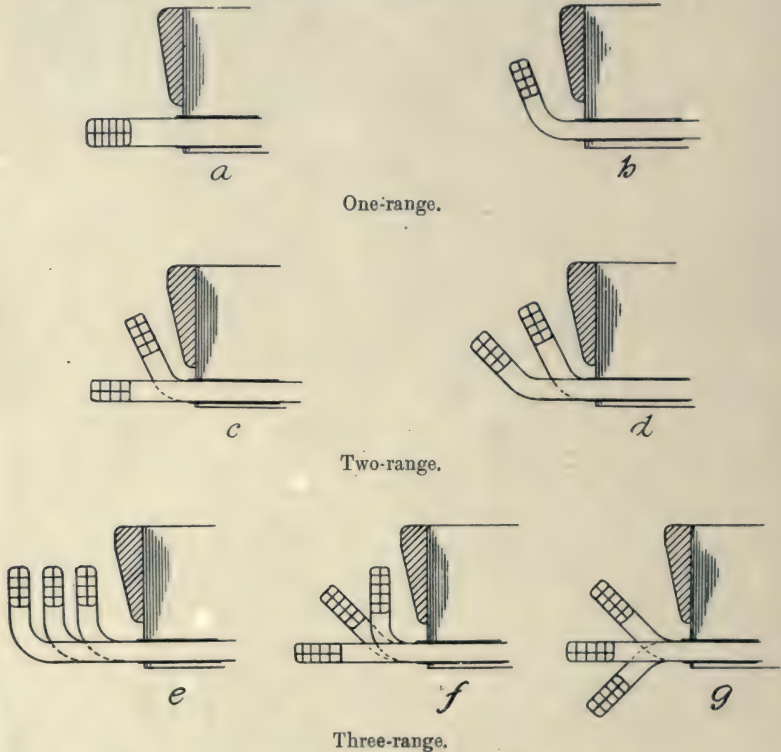 a b
One-range.
c d
Two-range.
e f g
Three-range.